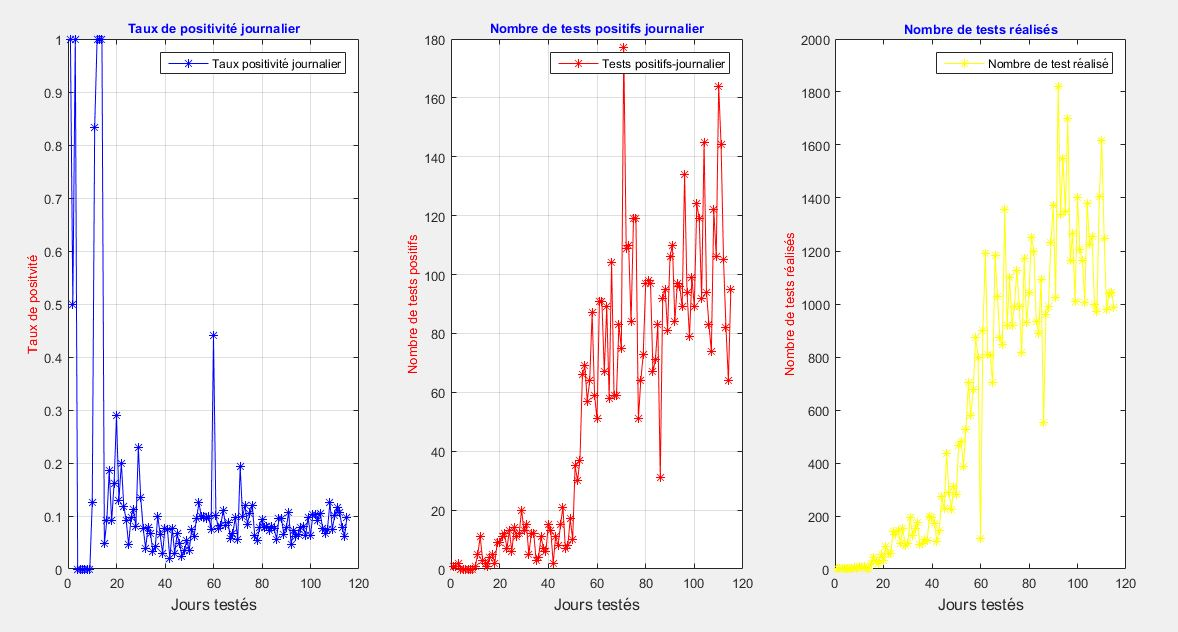 Taux de positivité journalier
Taux positivité journalier
1
0.9
0.8
0.7
0.6
0.5
0.4
0.3
0.2
0.1
0
Taux de positvité
0 20 40 60 80 100 120
Jours testés
Nombre de tests positifs journalier
Tests positifs-journalier
180
160
140
120
100
80
60
40
20
0
Nombre de tests positifs
0 20 40 60 80 100 120
Jours testés
Nombre de tests réalisés
Nombre de test réalisé
2000
1800
1600
1400
1200
1000
800
600
400
200
0
Nombre de tests réalisés
0 20 40 60 80 100 120
Jours testés